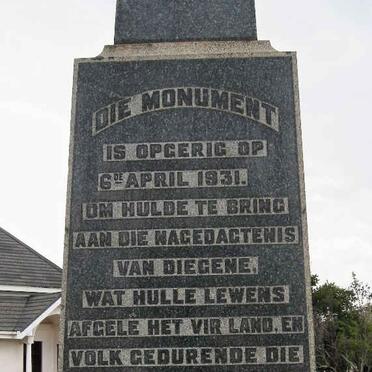 DIE MONUMENT
IS OPGERIG OP
6DE APRIL 1931.
OM HULDE TE BRING
AAN DIE NAGEDAGTENIS
VAN DIEGENE,
WAT HULLE LEWENS
AFGELE HET VIR LAND, EN
VOLK GEDURENDE DIE